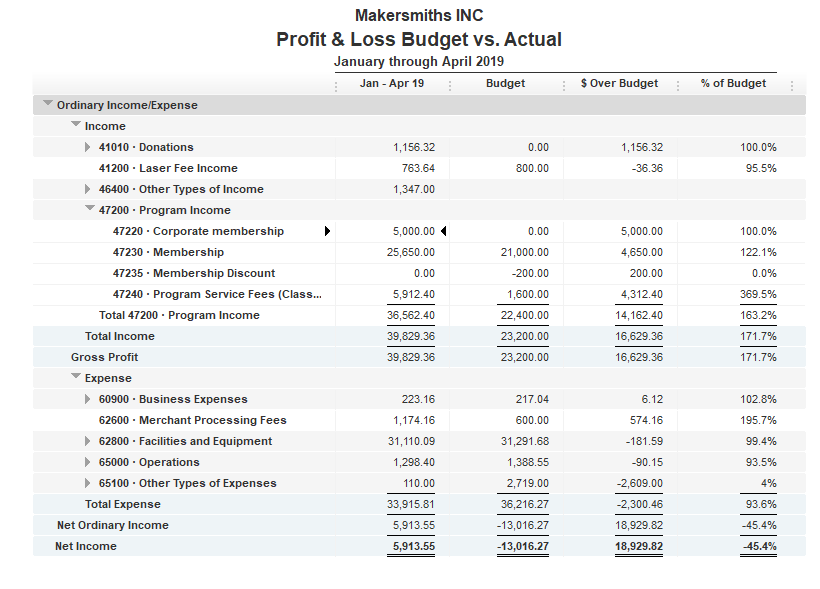 Makersmiths INC
Profit & Loss Budget vs. Actual
January through April 2019
Jan - Apr 19 Budget $ Over Budget % of Budget
Ordinary Income/Expense
Income
41010 · Donations 1,156.32 0.00 1,156.32 100.0%
41200 · Laser Fee Income 763.64 800.00 -36.36 95.5%
46400 · Other Types of Income 1,347.00
47200 · Program Income
47220 · Corporate membership 5,000.00 0.00 5,000.00 100.0%
47230 · Membership 25,650.00 21,000.00 4,650.00 122.1%
47235 · Membership Discount 0.00 -200.00 200.00 0.0%
47240 · Program Service Fees (Class... 5,912.40 1,600.00 4,312.40 369.5%
Total 47200 · Program Income 36,562.40 22,400.00 14,162.40 163.2%
Total Income 39,829.36 23,200.00 16,629.36 171.7%
Gross Profit 39,829.36 23,200.00 16,629.36 171.7%
Expense
60900 · Business Expenses 223.16 217.04 6.12 102.8%
62600 · Merchant Processing Fees 1,174.16 600.00 574.16 195.7%
62800 · Facilities and Equipment 31,110.09 31,291.68 -181.59 99.4%
65000 · Operations 1,298.40 1,388.55 -90.15 93.5%
65100 · Other Types of Expenses 110.00 2,719.00 -2,609.00 4%
Total Expense 33,915.81 36,216.27 -2,300.46 93.6%
Net Ordinary Income 5,913.55 -13,016.27 18,929.82 -45.4%
Net Income 5,913.55 -13,016.27 18,929.82 -45.4%